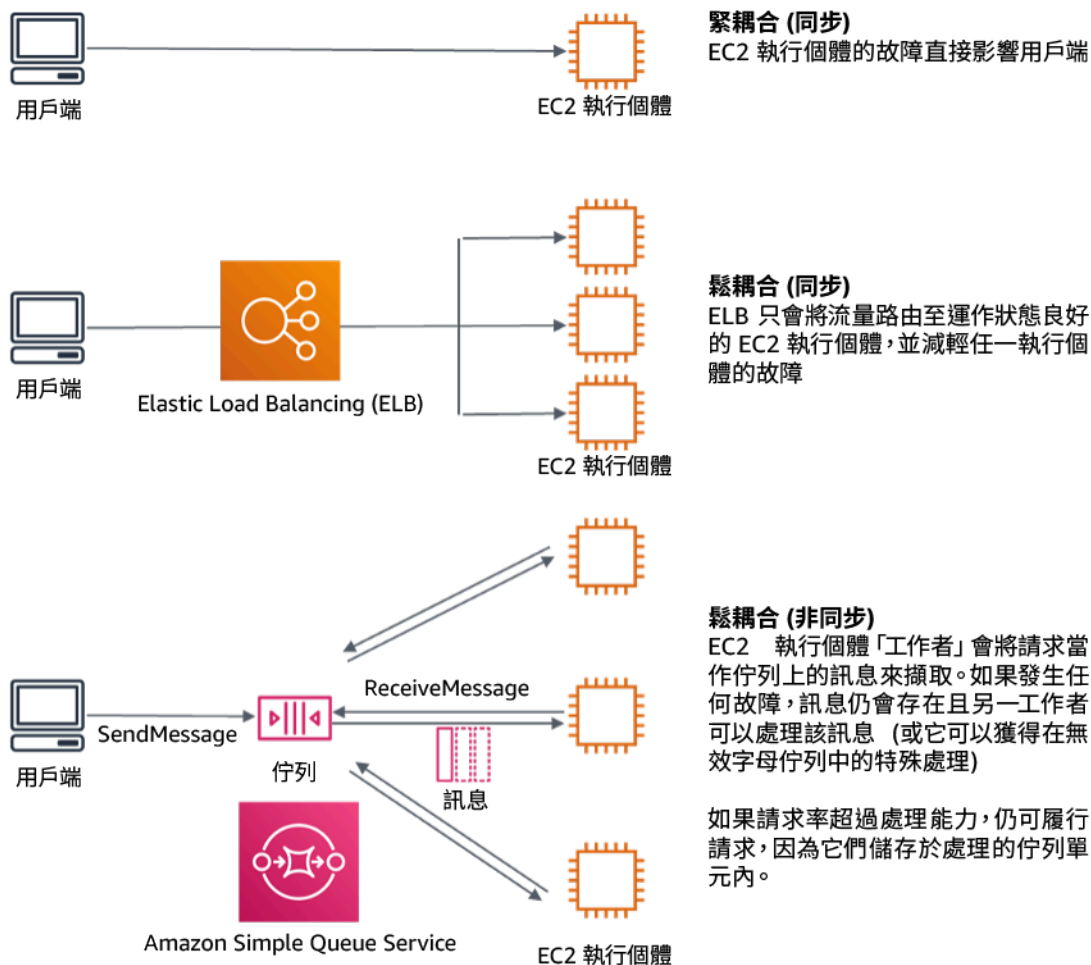 緊耦合 (同步)
EC2 執行個體的故障直接影響用戶端
用戶端
EC2 執行個體
鬆耦合 (同步)
ELB 只會將流量路由至運作狀態良好
的 EC2 執行個體，並減輕任一執行個
體的故障
用戶端
Elastic Load Balancing (ELB)
EC2 執行個體
鬆耦合 (非同步)
EC2 執行個體「工作者」會將請求當
作佇列上的訊息來擷取。如果發生任
何故障，訊息仍會存在且另一工作者
可以處理該訊息 (或它可以獲得在無
效字母佇列中的特殊處理)
如果請求率超過處理能力，仍可履行
請求，因為它們儲存於處理的佇列單
元內。
ReceiveMessage
SendMessage
用戶端
佇列
訊息
Amazon Simple Queue Service
EC2 執行個體